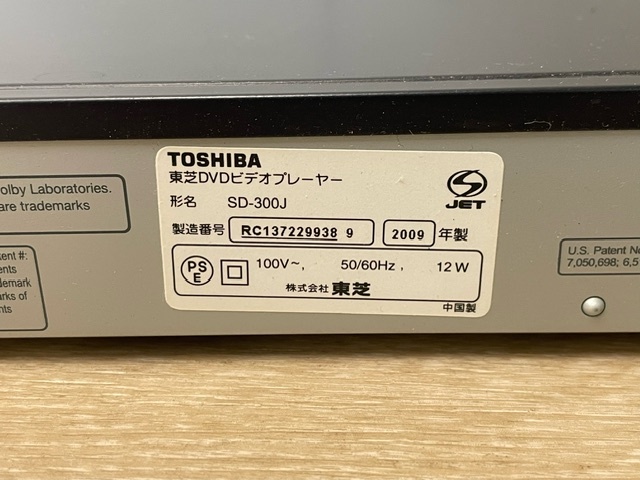 olby Laboratories.
are trademarks
TOSHIBA
東芝DVDビデオプレーヤー
形名 SD-300J
製造番号 RC137229938 9 2009 年製
JET
PS
E
100V~, 50/60Hz, 12W
株式会社 東芝
中国製
tent #:
ents
demark
rks of
nts
U.S. Patent No
7,050,698; 6,5